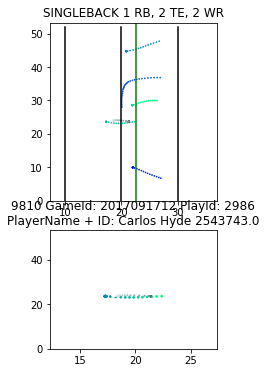 SINGLEBACK 1 RB, 2 TE, 2 WR
50
40
30
20
10
0
10 20 30
9810 GameId: 2017091712 PlayId: 2986
PlayerName + ID: Carlos Hyde 2543743.0
40
20
0
15 20 25